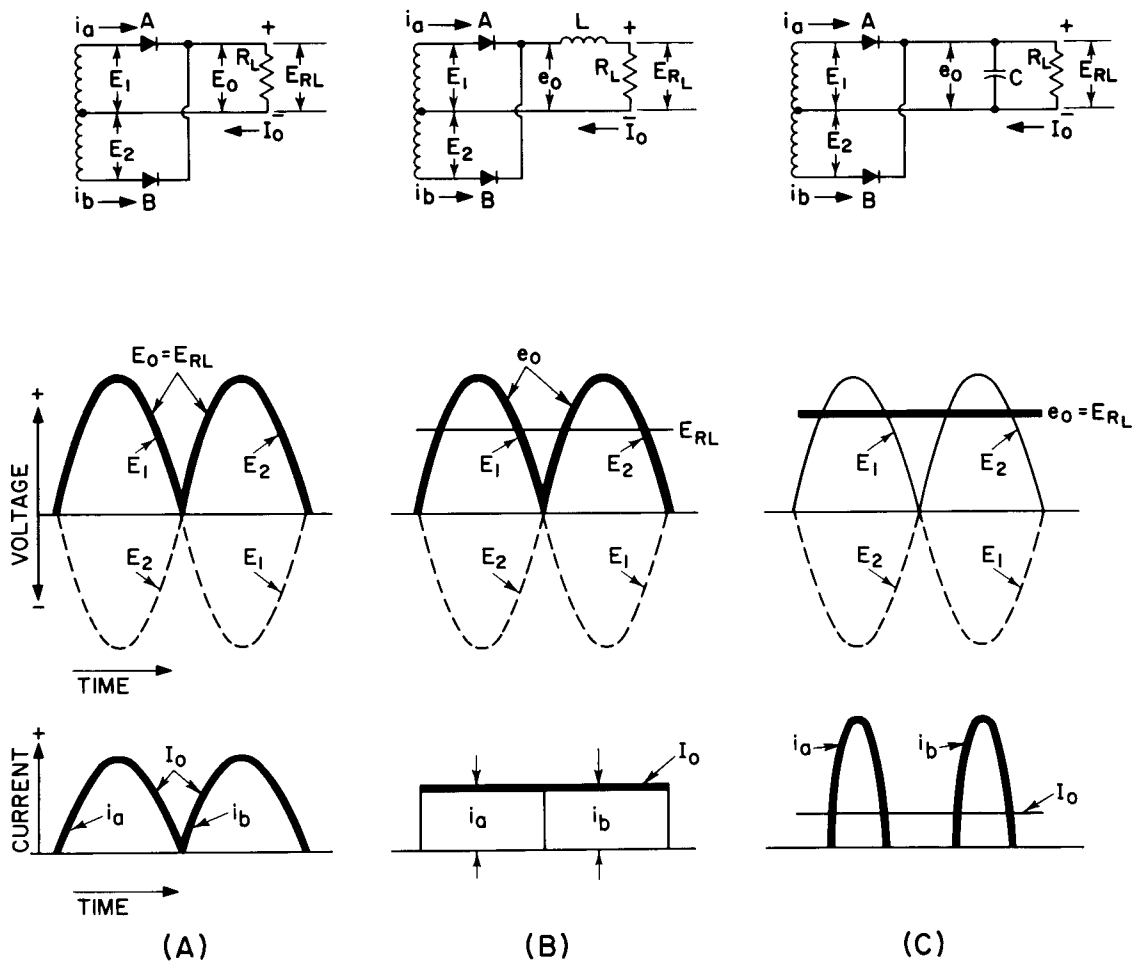 ia A
E1
E0
RL
+
ERL
−
I0
E2
ib B
ia A
E1
e0
L
+
RL
ERL
−
I0
E2
ib B
ia A
E1
e0
C
+
RL
ERL
−
I0
E2
ib B
VOLTAGE
+
−
E0 = ERL
E1
E2
E2
E1
TIME
e0
ERL
E1
E2
E2
E1
e0 = ERL
E1
E2
E2
E1
CURRENT
+
I0
ia
ib
TIME
I0
ia
ib
ia
ib
I0
(A)
(B)
(C)